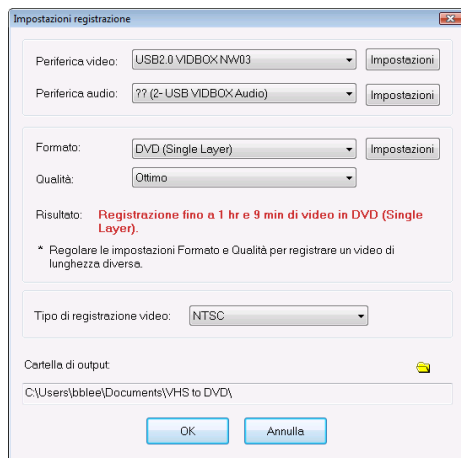 Impostazioni registrazione
Periferica video: USB2.0 VIDBOX NW03 Impostazioni
Periferica audio: ?? (2- USB VIDBOX Audio) Impostazioni
Formato: DVD (Single Layer) Impostazioni
Qualità: Ottimo
Risultato: Registrazione fino a 1 hr e 9 min di video in DVD (Single
Layer).
* Regolare le impostazioni Formato e Qualità per registrare un video di
lunghezza diversa.
Tipo di registrazione video: NTSC
Cartella di output:
C:\Users\bblee\Documents\VHS to DVD\
OK Annulla